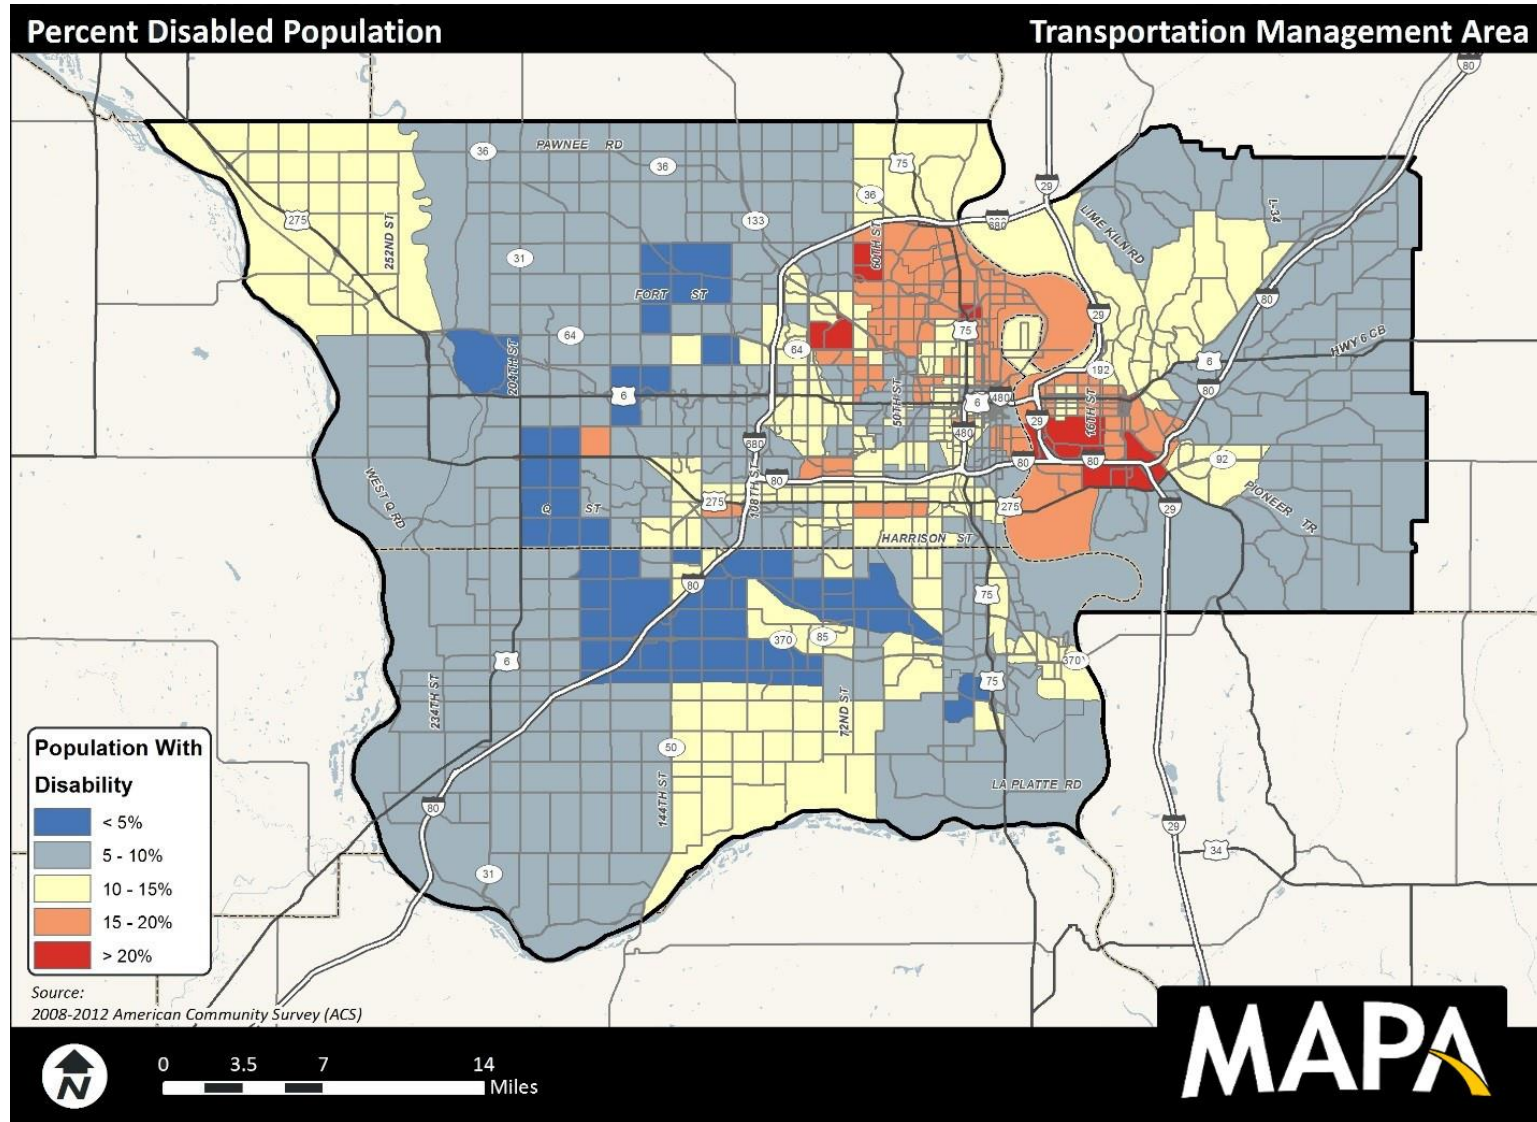 Percent Disabled Population
Transportation Management Area
80
36
PAWNEE RD
36
75
29
36
275
252ND ST
133
60TH ST
680
LIME KILN RD
L-34
31
FORT ST
80
29
64
204TH ST
64
75
HWY 6 CB
6
192
6
50TH ST
6
480
16TH ST
80
29
680
480
WEST Q RD
108TH ST
80
80
80
92
Q ST
275
275
PIONEER TR
29
HARRISON ST
80
75
370
85
6
370
234TH ST
72ND ST
75
50
144TH ST
LA PLATTE RD
80
29
34
31
Population With
Disability
< 5%
5 - 10%
10 - 15%
15 - 20%
> 20%
Source:
2008-2012 American Community Survey (ACS)
N
0 3.5 7 14
Miles
MAPA